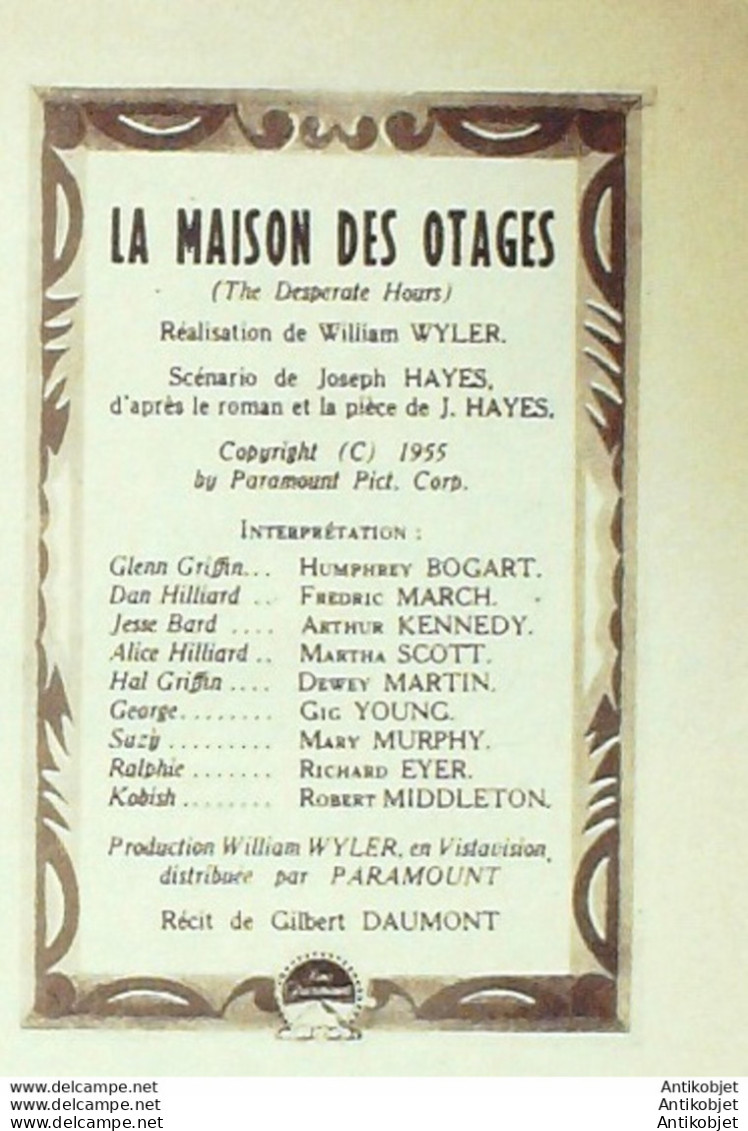 LA MAISON DES OTAGES
(The Desperate Hours)
Réalisation de William WYLER.
Scénario de Joseph HAYES,
d'après le roman et la pièce de J. HAYES.
Copyright (C) 1955
by Paramount Pict. Corp.
INTERPRÉTATION :
Glenn Griffin... HUMPHREY BOGART.
Dan Hilliard .. FREDRIC MARCH.
Jesse Bard .... ARTHUR KENNEDY.
Alice Hilliard .. MARTHA SCOTT.
Hal Griffin .... DEWEY MARTIN.
George........ GIG YOUNG.
Suzy ......... MARY MURPHY.
Ralphie ....... RICHARD EYER.
Kobish ........ ROBERT MIDDLETON.
Production William WYLER, en Vistavision,
distribuée par PARAMOUNT
Récit de Gilbert DAUMONT
Paramount
www.delcampe.net Antikobjet
www.delcampe.net Antikobjet
www.delcampe.net Antikobjet